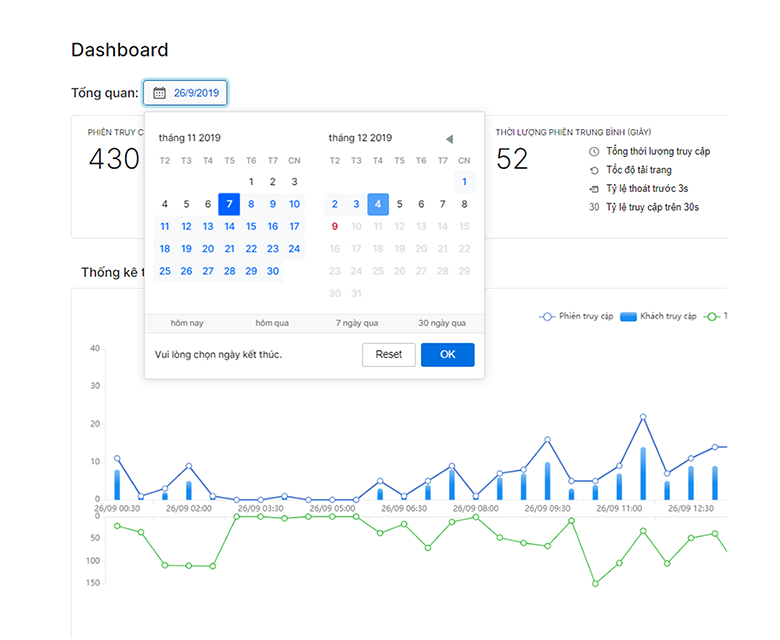 Dashboard
Tổng quan: 26/9/2019
PHIÊN TRUY C
430
tháng 11 2019
T2 T3 T4 T5 T6 T7 CN
1 2 3
4 5 6 7 8 9 10
11 12 13 14 15 16 17
18 19 20 21 22 23 24
25 26 27 28 29 30
tháng 12 2019
T2 T3 T4 T5 T6 T7 CN
1
2 3 4 5 6 7 8
9 10 11 12 13 14 15
16 17 18 19 20 21 22
23 24 25 26 27 28 29
30 31
hôm nay hôm qua 7 ngày qua 30 ngày qua
Vui lòng chọn ngày kết thúc. Reset OK
THỜI LƯỢNG PHIÊN TRUNG BÌNH (GIÂY)
52
Tổng thời lượng truy cập
Tốc độ tải trang
Tỷ lệ thoát trước 3s
30 Tỷ lệ truy cập trên 30s
Thống kê t
Phiên truy cập Khách truy cập T
40
30
20
10
0
26/09 00:30 26/09 02:00 26/09 03:30 26/09 05:00 26/09 06:30 26/09 08:00 26/09 09:30 26/09 11:00 26/09 12:30
0
50
100
150